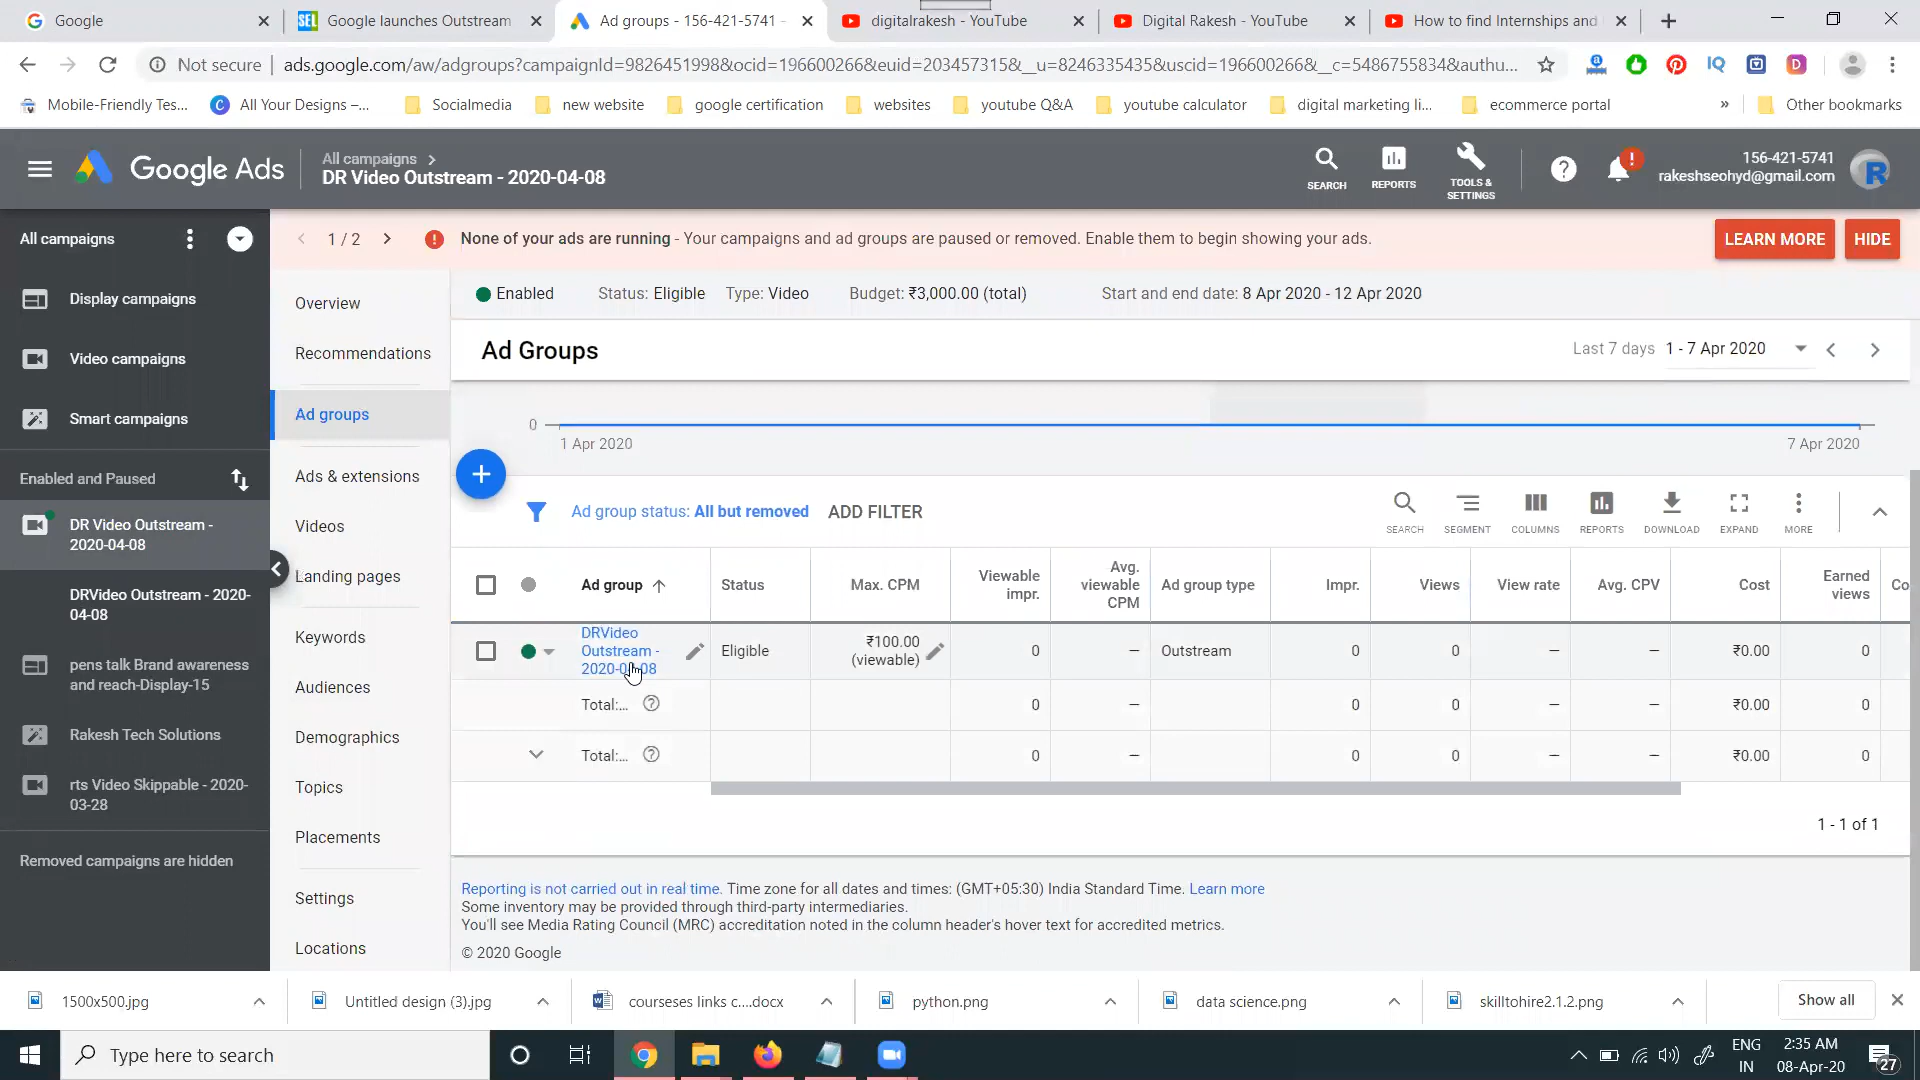 Google
Google launches Outstream
Ad groups - 156-421-5741 -
digitalrakesh - YouTube
Digital Rakesh - YouTube
How to find Internships and
Not secure
ads.google.com/aw/adgroups?campaignId=9826451998&ocid=196600266&euid=203457315&__u=8246335435&uscid=196600266&__c=5486755834&authu...
Mobile-Friendly Tes...
All Your Designs –...
Socialmedia
new website
google certification
websites
youtube Q&A
youtube calculator
digital marketing li...
ecommerce portal
»
Other bookmarks
Google Ads
All campaigns >
DR Video Outstream - 2020-04-08
SEARCH
REPORTS
TOOLS &
SETTINGS
156-421-5741
rakeshseohyd@gmail.com
All campaigns
1 / 2
None of your ads are running - Your campaigns and ad groups are paused or removed. Enable them to begin showing your ads.
LEARN MORE
HIDE
Display campaigns
Video campaigns
Smart campaigns
Enabled and Paused
DR Video Outstream -
2020-04-08
DRVideo Outstream - 2020-
04-08
pens talk Brand awareness
and reach-Display-15
Rakesh Tech Solutions
rts Video Skippable - 2020-
03-28
Removed campaigns are hidden
Overview
Recommendations
Ad groups
Ads & extensions
Videos
Landing pages
Keywords
Audiences
Demographics
Topics
Placements
Settings
Locations
Enabled
Status: Eligible
Type: Video
Budget: ₹3,000.00 (total)
Start and end date: 8 Apr 2020 - 12 Apr 2020
Ad Groups
Last 7 days
1 - 7 Apr 2020
0
1 Apr 2020
7 Apr 2020
Ad group status: All but removed
ADD FILTER
SEARCH
SEGMENT
COLUMNS
REPORTS
DOWNLOAD
EXPAND
MORE
Ad group
Status
Max. CPM
Viewable
impr.
Avg.
viewable
CPM
Ad group type
Impr.
Views
View rate
Avg. CPV
Cost
Earned
views
Co
DRVideo
Outstream -
2020-04-08
Eligible
₹100.00
(viewable)
0
—
Outstream
0
0
—
—
₹0.00
0
Total:...
0
—
0
0
—
—
₹0.00
0
Total:...
0
—
0
0
—
—
₹0.00
0
1 - 1 of 1
Reporting is not carried out in real time. Time zone for all dates and times: (GMT+05:30) India Standard Time. Learn more
Some inventory may be provided through third-party intermediaries.
You'll see Media Rating Council (MRC) accreditation noted in the column header's hover text for accredited metrics.
© 2020 Google
1500x500.jpg
Untitled design (3).jpg
courseses links c....docx
python.png
data science.png
skilltohire2.1.2.png
Show all
Type here to search
ENG
IN
2:35 AM
08-Apr-20
27